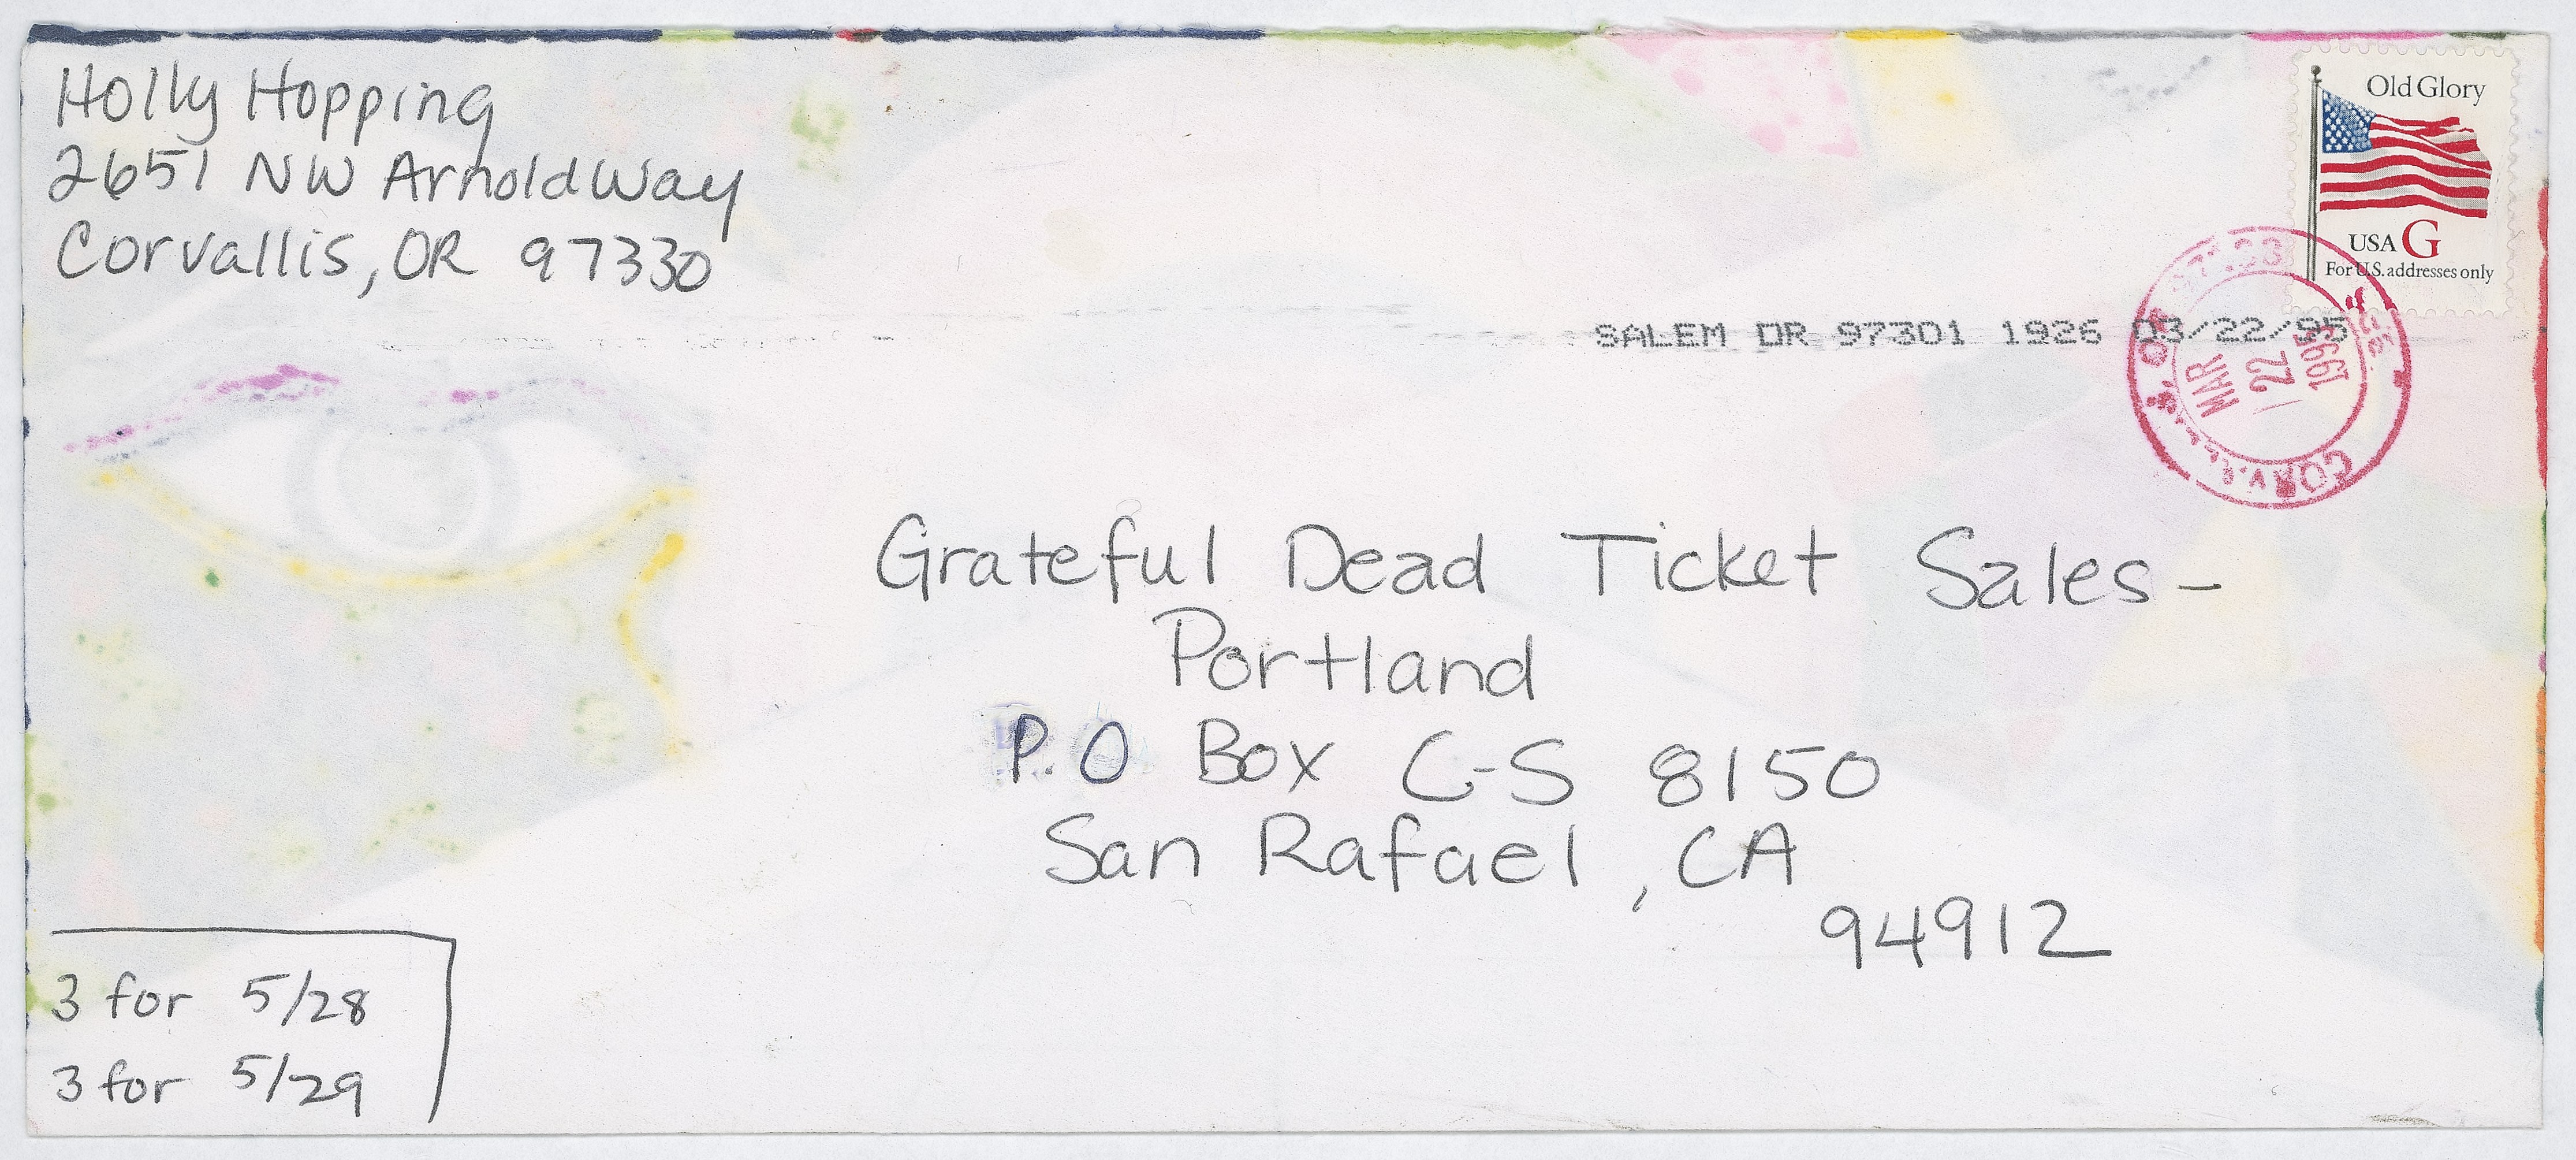 Holly Hopping
2651 NW Arnold Way
Corvallis, OR 97330
Old Glory
USA G
For U.S. addresses only
SALEM OR 97301 1926 03/22/95
MAR
22
1995
Grateful Dead Ticket Sales-
Portland
P.O Box C-S 8150
San Rafael, CA
94912
3 for 5/28
3 for 5/29